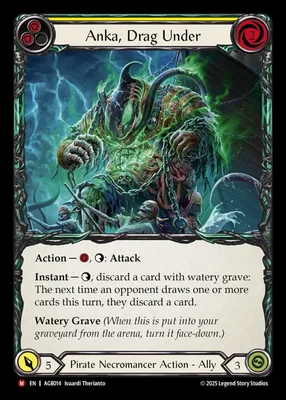 Anka, Drag Under
Action — , : Attack
Instant — , discard a card with watery grave:
The next time an opponent draws one or more
cards this turn, they discard a card.
Watery Grave (When this is put into your
graveyard from the arena, turn it face-down.)
5 Pirate Necromancer Action - Ally 3
M EN | AGB014 Isuardi Therianto ©2025 Legend Story Studios